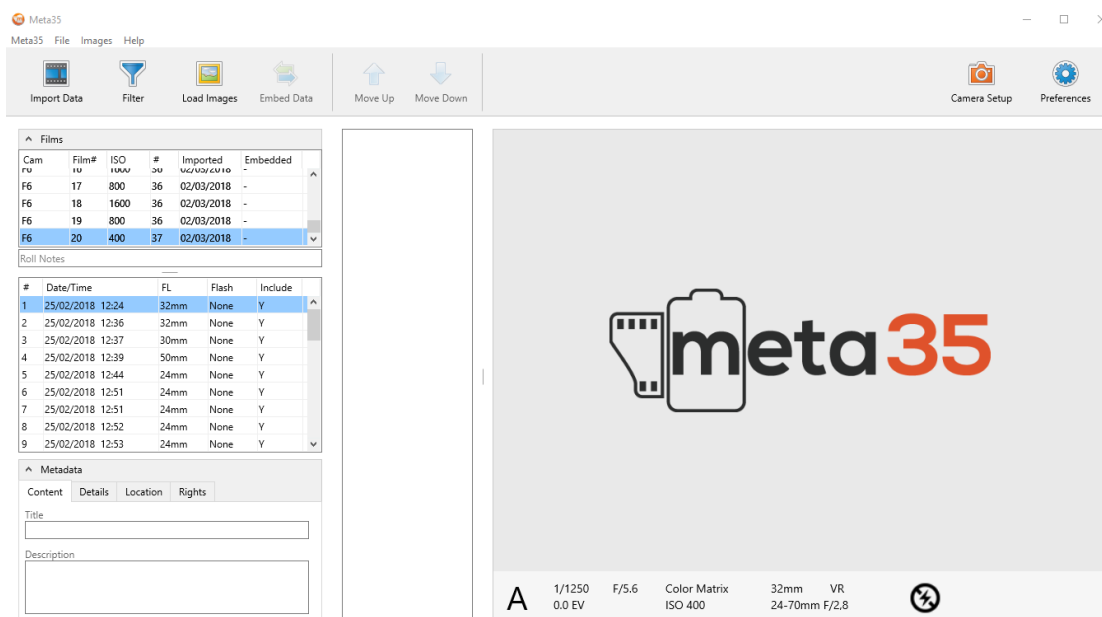 Meta35
Meta35 File Images Help
Import Data Filter Load Images Embed Data Move Up Move Down Camera Setup Preferences
Films
Cam Film# ISO # Imported Embedded
F6 16 1600 36 02/03/2018 -
F6 17 800 36 02/03/2018 -
F6 18 1600 36 02/03/2018 -
F6 19 800 36 02/03/2018 -
F6 20 400 37 02/03/2018 -
Roll Notes
# Date/Time FL Flash Include
1 25/02/2018 12:24 32mm None Y
2 25/02/2018 12:36 32mm None Y
3 25/02/2018 12:37 30mm None Y
4 25/02/2018 12:39 50mm None Y
5 25/02/2018 12:44 24mm None Y
6 25/02/2018 12:51 24mm None Y
7 25/02/2018 12:51 24mm None Y
8 25/02/2018 12:52 24mm None Y
9 25/02/2018 12:53 24mm None Y
Metadata
Content Details Location Rights
Title
Description
meta35
A
1/1250 F/5.6 Color Matrix 32mm VR
0.0 EV ISO 400 24-70mm F/2,8